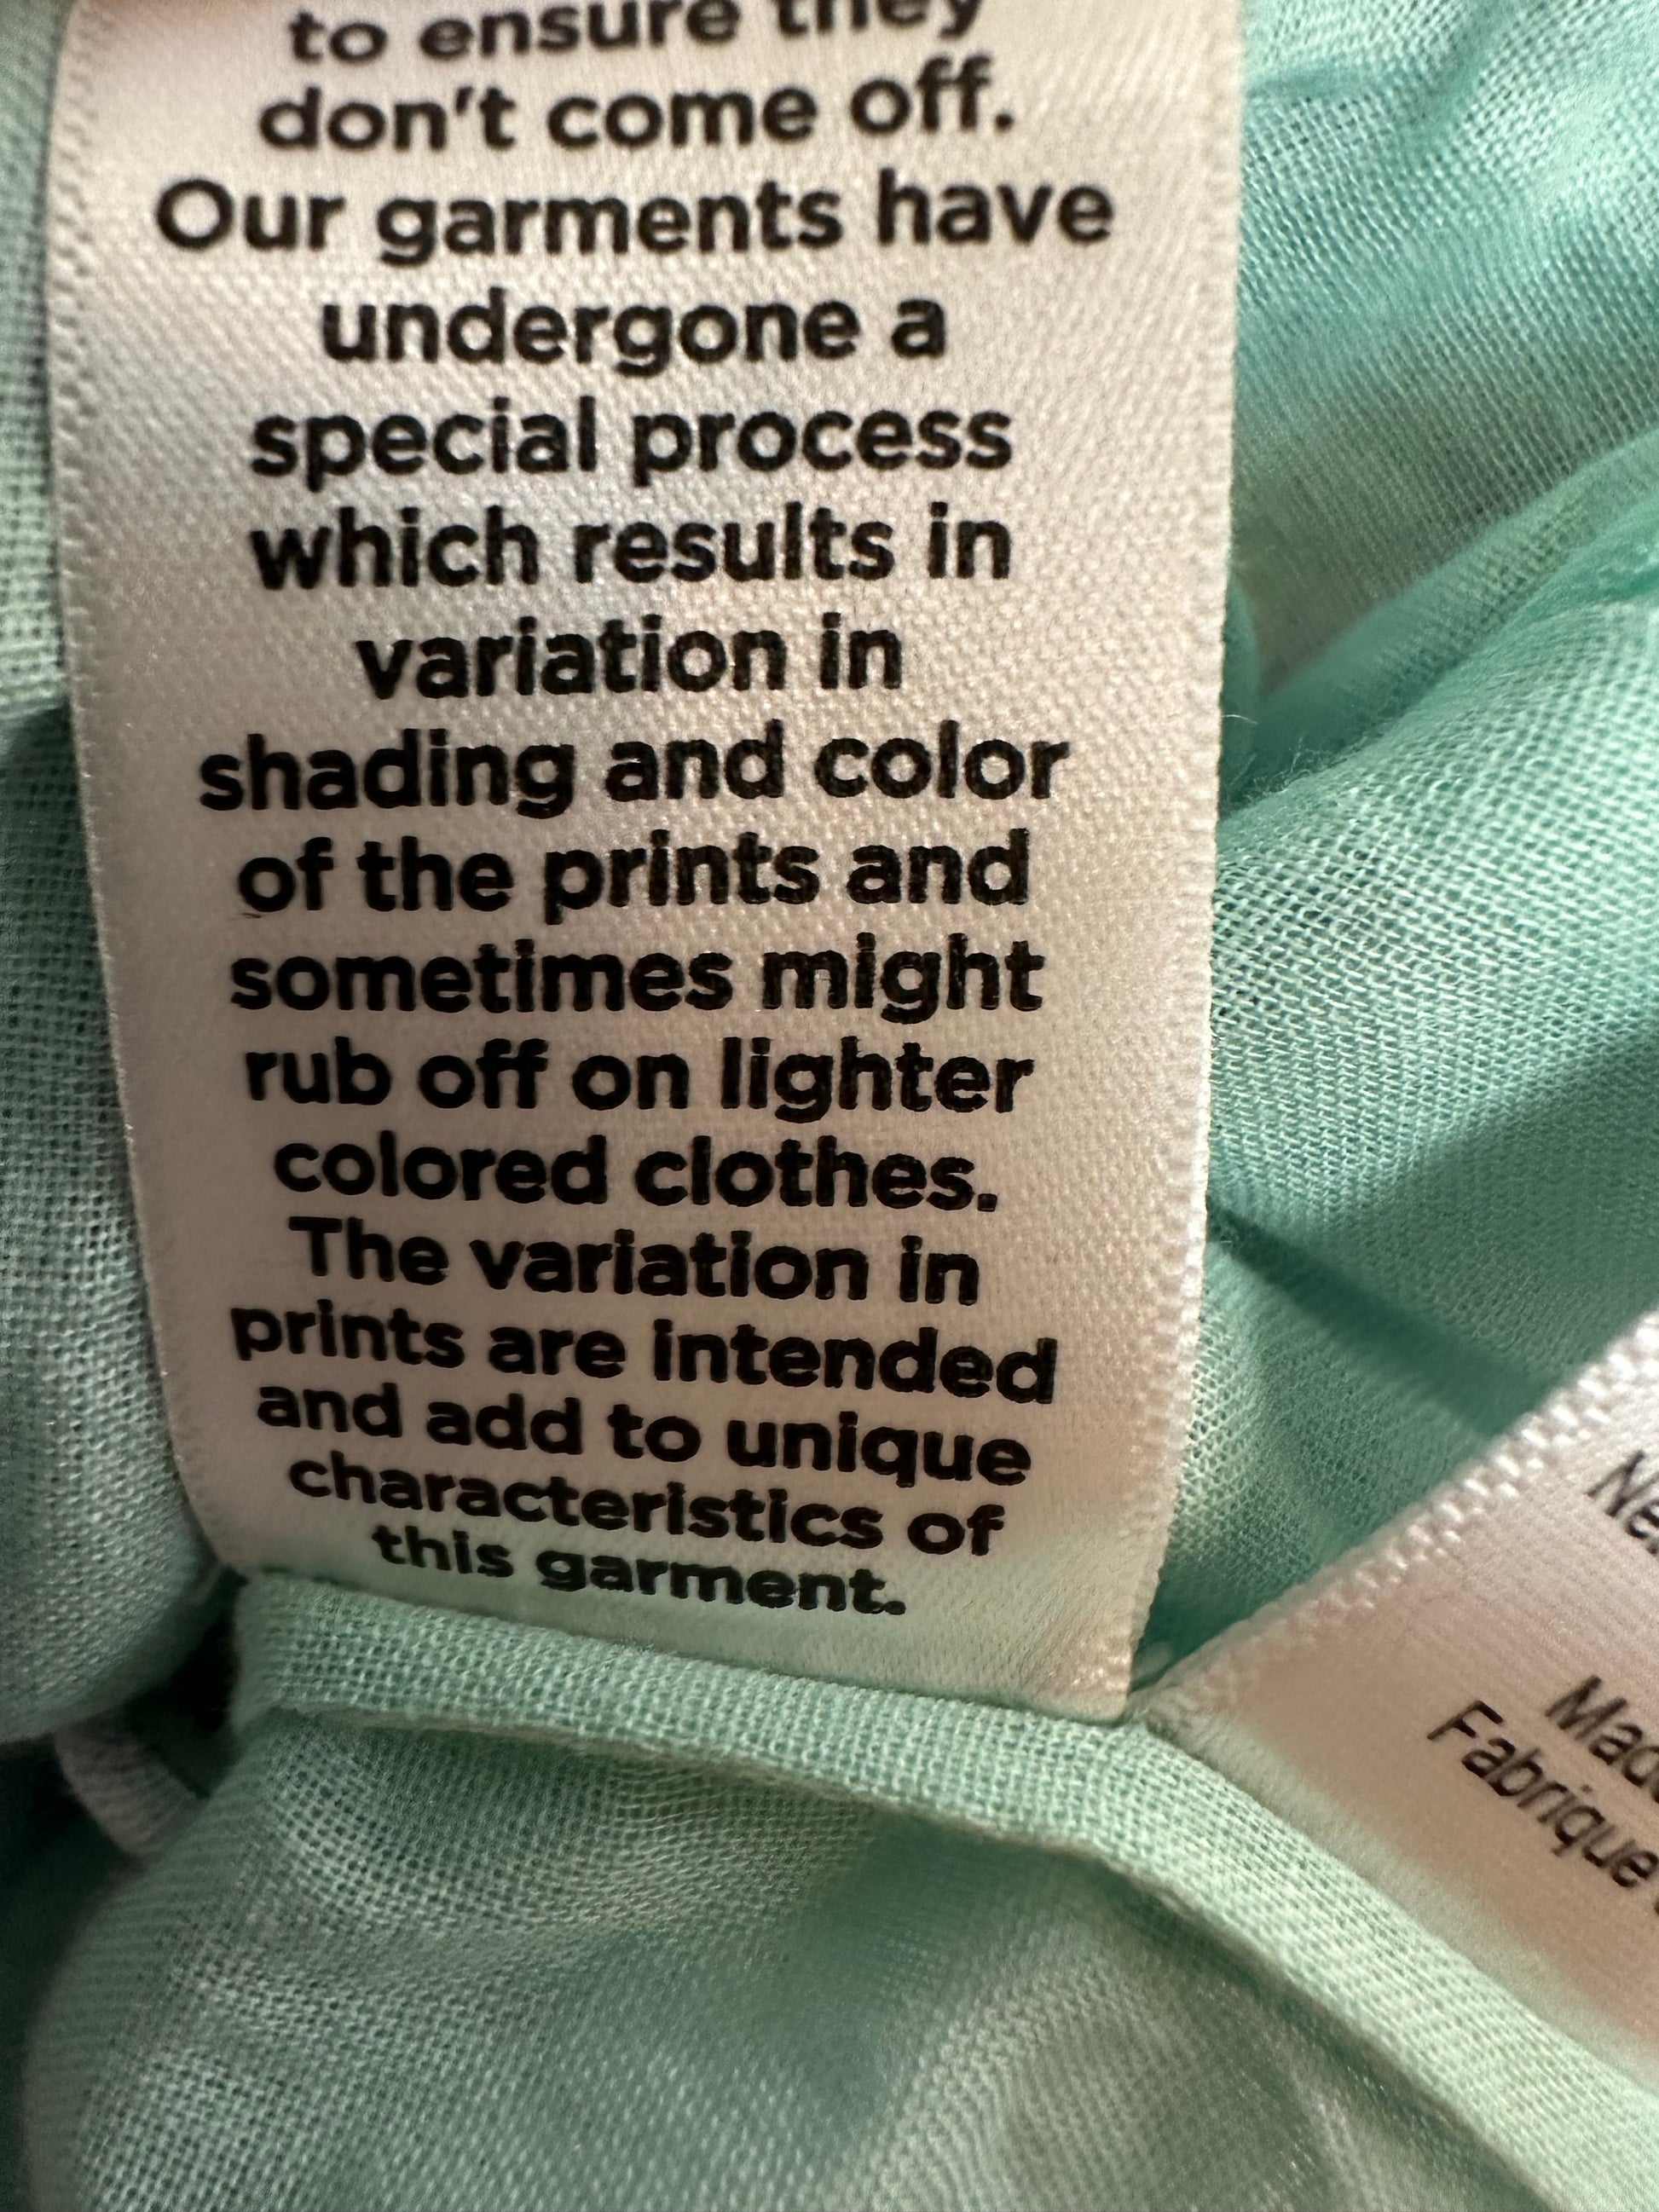 to ensure they
don't come off.
Our garments have
undergone a
special process
which results in
variation in
shading and color
of the prints and
sometimes might
rub off on lighter
colored clothes.
The variation in
prints are intended
and add to unique
characteristics of
this garment.
Fabrique